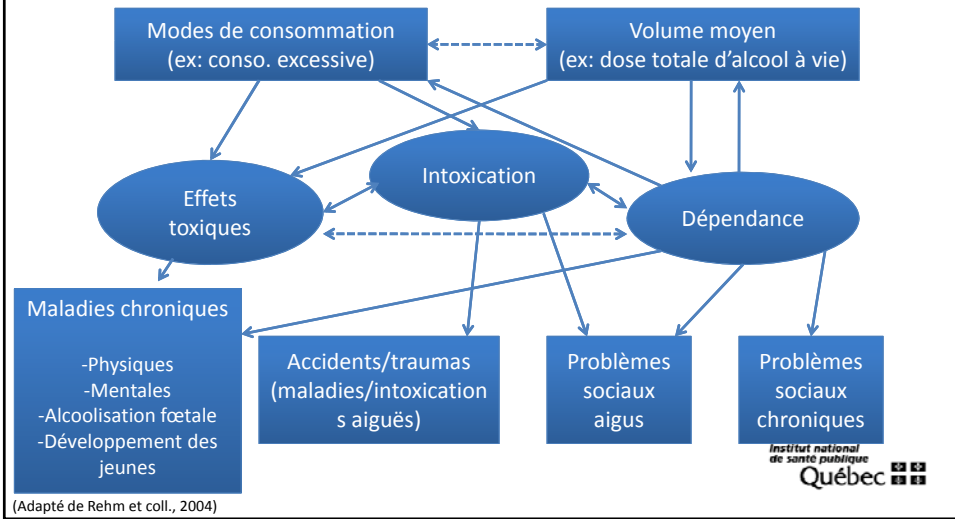 Modes de consommation
(ex: conso. excessive)
Volume moyen
(ex: dose totale d’alcool à vie)
Effets
toxiques
Intoxication
Dépendance
Maladies chroniques
-Physiques
-Mentales
-Alcoolisation fœtale
-Développement des
jeunes
Accidents/traumas
(maladies/intoxication
s aiguës)
Problèmes
sociaux
aigus
Problèmes
sociaux
chroniques
Institut national
de santé publique
Québec
(Adapté de Rehm et coll., 2004)